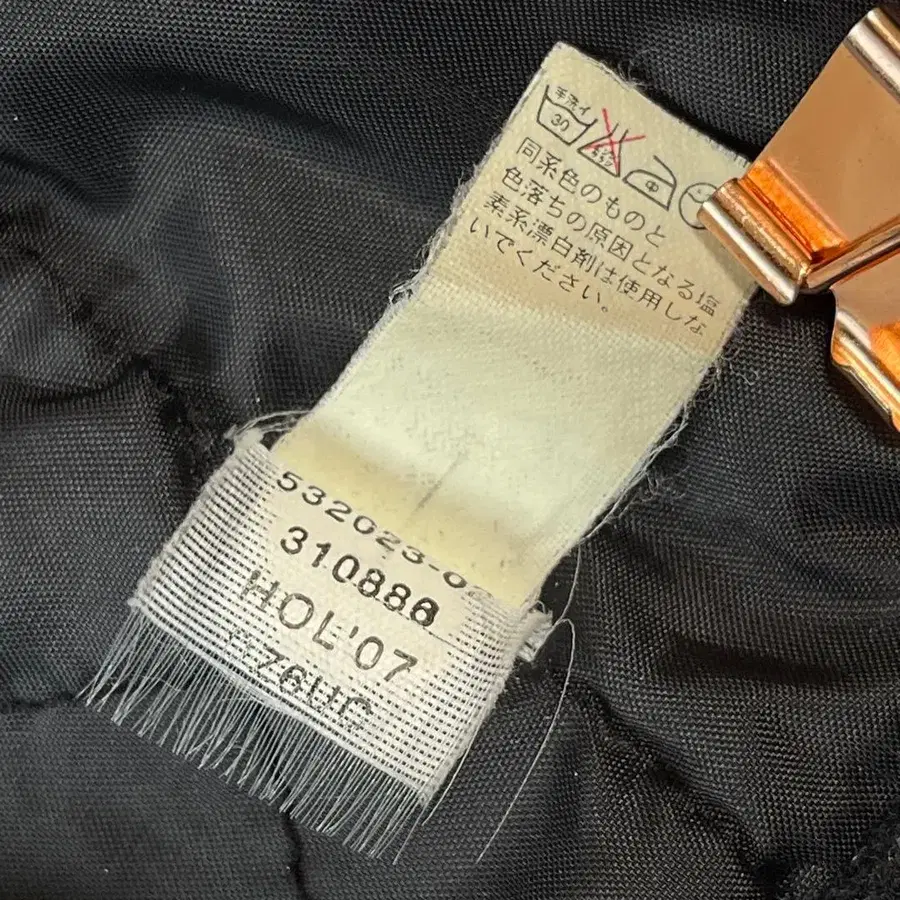 手洗イ
30
同系色のものと
色落ちの原因となる塩
素系漂白剤は使用しな
いでください。
532023-0
310886
HOL'07